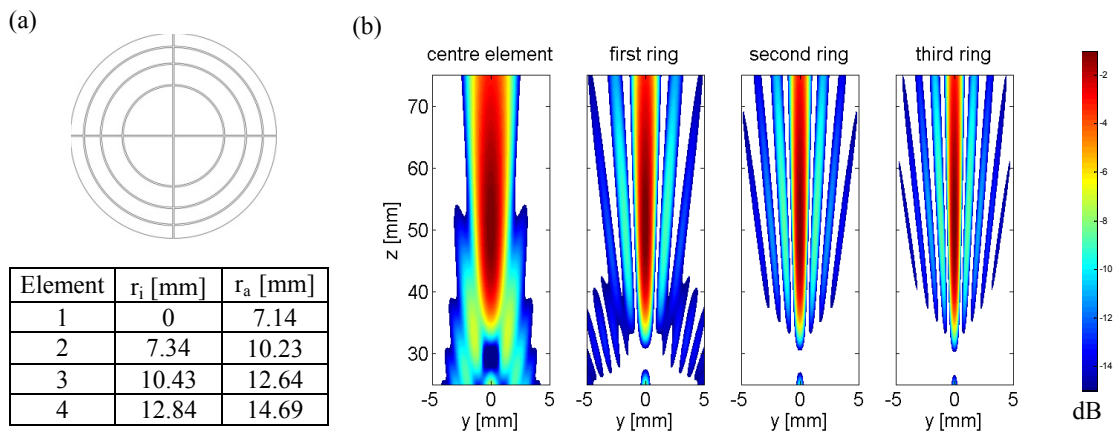 (a)
(b)
centre element first ring second ring third ring
70
60
50
40
30
z [mm]
-5 0 5 -5 0 5 -5 0 5 -5 0 5
y [mm] y [mm] y [mm] y [mm]
-2
-4
-6
-8
-10
-12
-14
dB
Element ri [mm] ra [mm]
1 0 7.14
2 7.34 10.23
3 10.43 12.64
4 12.84 14.69